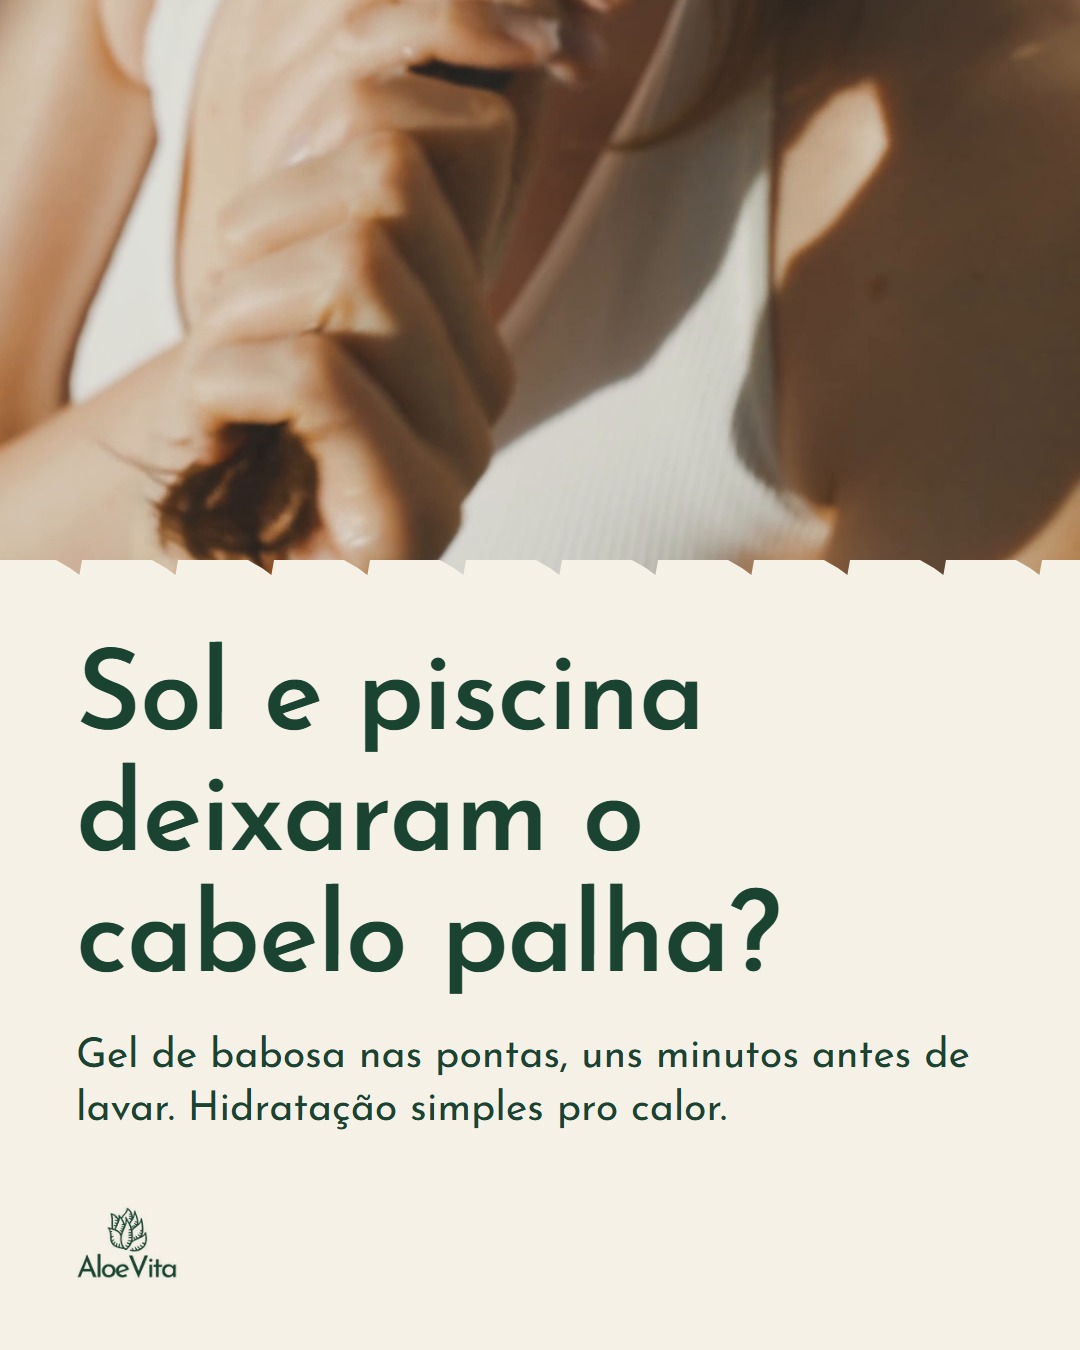 Sol e piscina
deixaram o
cabelo palha?
Gel de babosa nas pontas, uns minutos antes de
lavar. Hidratação simples pro calor.
AloeVita